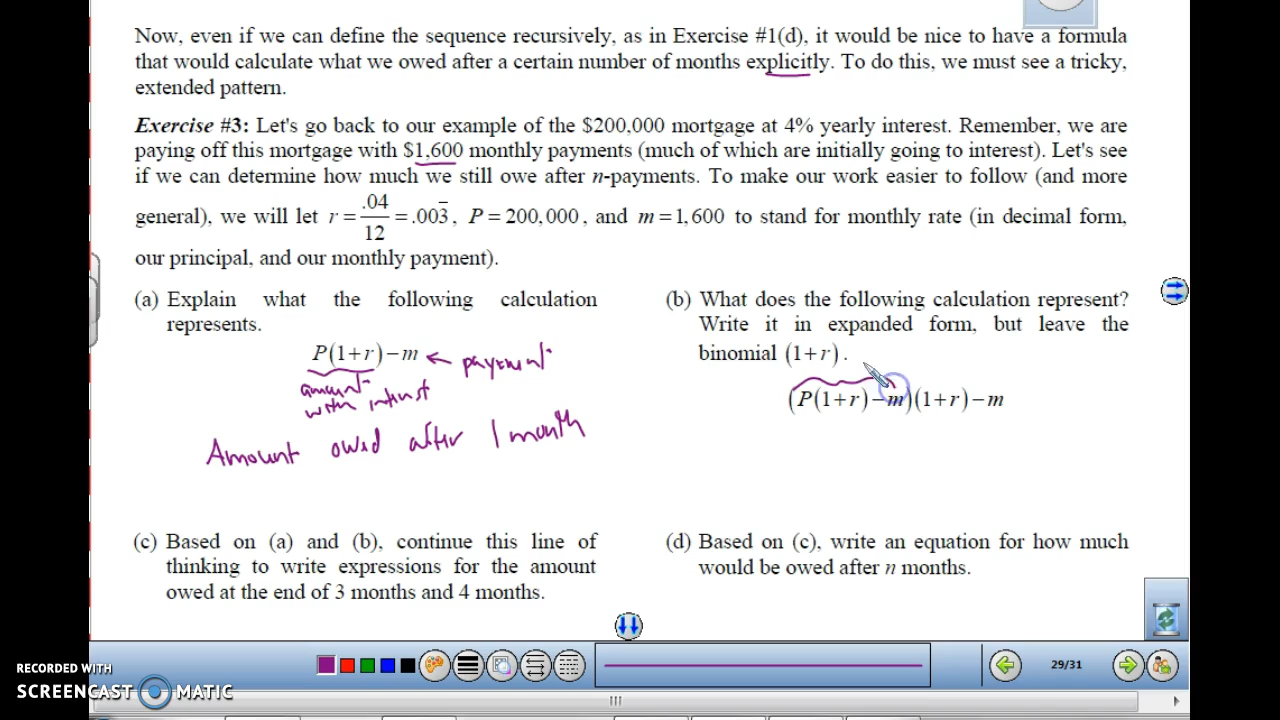 Now, even if we can define the sequence recursively, as in Exercise #1(d), it would be nice to have a formula
that would calculate what we owed after a certain number of months explicitly. To do this, we must see a tricky,
extended pattern.
Exercise #3: Let's go back to our example of the $200,000 mortgage at 4% yearly interest. Remember, we are
paying off this mortgage with $1,600 monthly payments (much of which are initially going to interest). Let's see
if we can determine how much we still owe after n-payments. To make our work easier to follow (and more
general), we will let r = .04/12 = .003̅, P = 200,000, and m = 1,600 to stand for monthly rate (in decimal form,
our principal, and our monthly payment).
(a) Explain what the following calculation
represents.
P(1+r)−m ← payment
amount
with interest
Amount owed after 1 month
(b) What does the following calculation represent?
Write it in expanded form, but leave the
binomial (1+r).
(P(1+r)−m)(1+r)−m
(c) Based on (a) and (b), continue this line of
thinking to write expressions for the amount
owed at the end of 3 months and 4 months.
(d) Based on (c), write an equation for how much
would be owed after n months.
29/31
RECORDED WITH
SCREENCAST MATIC